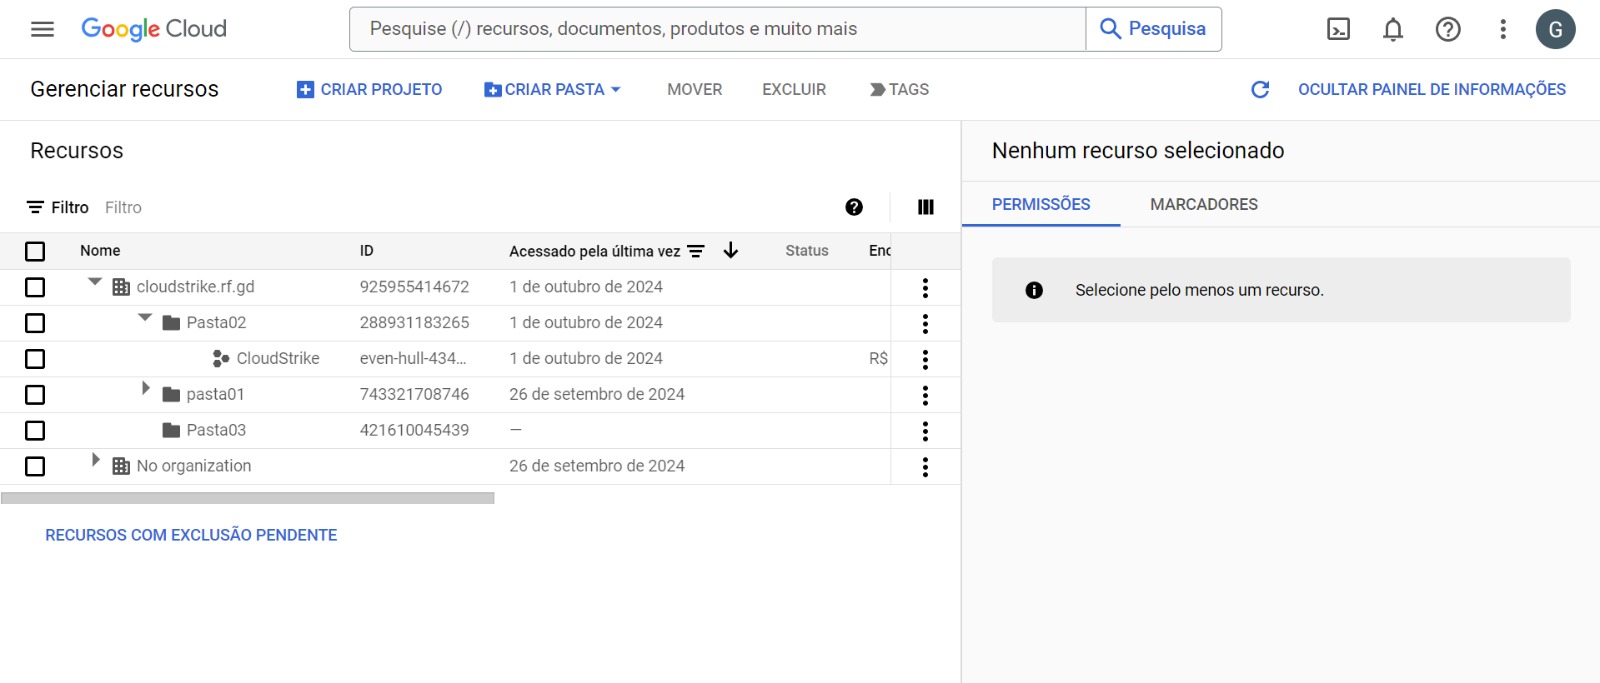 Google Cloud
Pesquise (/) recursos, documentos, produtos e muito mais
Pesquisa
G
Gerenciar recursos
CRIAR PROJETO
CRIAR PASTA
MOVER
EXCLUIR
TAGS
OCULTAR PAINEL DE INFORMAÇÕES
Recursos
Filtro Filtro
Nome ID Acessado pela última vez Status Enc
cloudstrike.rf.gd 925955414672 1 de outubro de 2024
Pasta02 288931183265 1 de outubro de 2024
CloudStrike even-hull-434... 1 de outubro de 2024 R$
pasta01 743321708746 26 de setembro de 2024
Pasta03 421610045439 —
No organization 26 de setembro de 2024
RECURSOS COM EXCLUSÃO PENDENTE
Nenhum recurso selecionado
PERMISSÕES MARCADORES
Selecione pelo menos um recurso.